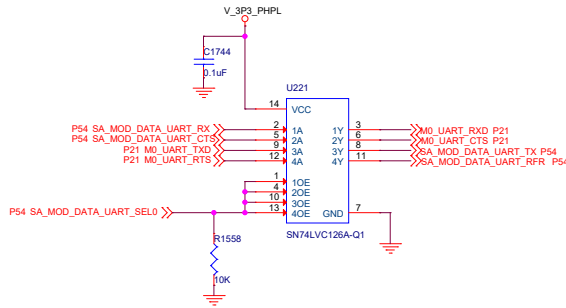 V_3P3_PHPL
C1744
0.1uF
U221
14 VCC
P54 SA_MOD_DATA_UART_RX 2 1A 1Y 3 M0_UART_RXD P21
P54 SA_MOD_DATA_UART_CTS 5 2A 2Y 6 M0_UART_CTS P21
P21 M0_UART_TXD 9 3A 3Y 8 SA_MOD_DATA_UART_TX P54
P21 M0_UART_RTS 12 4A 4Y 11 SA_MOD_DATA_UART_RFR P54
1 1OE
4 2OE
10 3OE
P54 SA_MOD_DATA_UART_SEL0 13 4OE GND 7
SN74LVC126A-Q1
R1558
10K